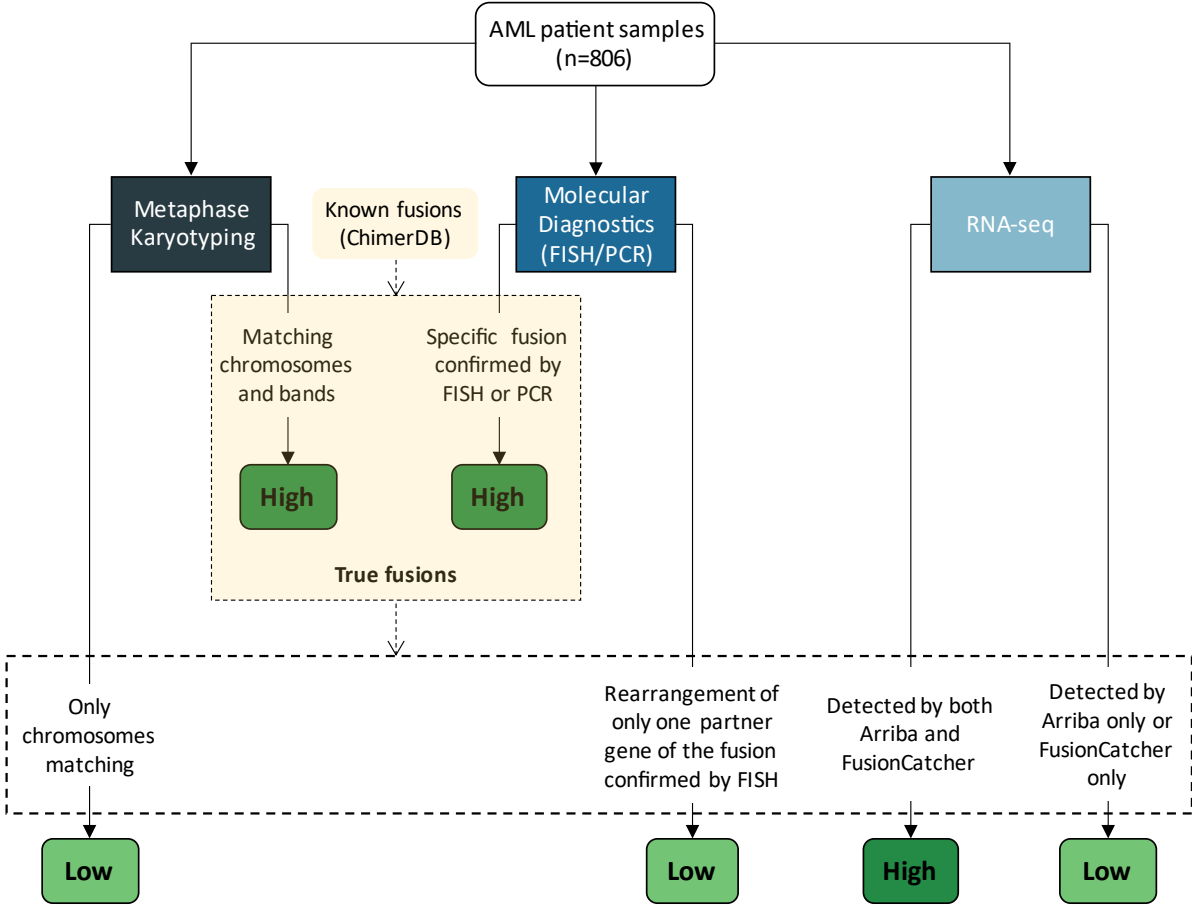 AML patient samples
(n=806)
Metaphase
Karyotyping
Known fusions
(ChimerDB)
Molecular
Diagnostics
(FISH/PCR)
RNA-seq
Matching
chromosomes
and bands
Specific fusion
confirmed by
FISH or PCR
High
High
True fusions
Only
chromosomes
matching
Rearrangement of
only one partner
gene of the fusion
confirmed by FISH
Detected by both
Arriba and
FusionCatcher
Detected by
Arriba only or
FusionCatcher
only
Low
Low
High
Low